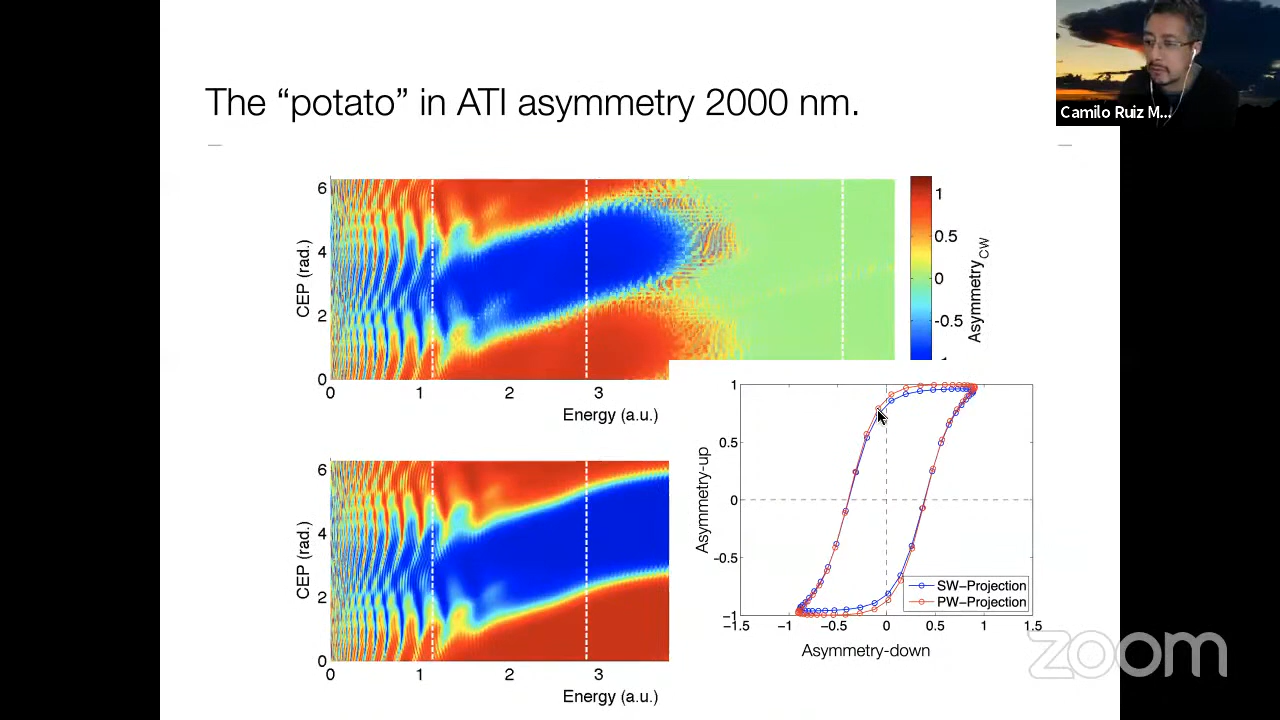 The “potato” in ATI asymmetry 2000 nm.
Camilo Ruiz M...
6
4
2
0
CEP (rad.)
0
1
2
3
Energy (a.u.)
1
0.5
0
-0.5
Asymmetry_CW
6
4
2
0
CEP (rad.)
0
1
2
3
Energy (a.u.)
1
0.5
0
-0.5
-1
Asymmetry-up
-1.5
-1
-0.5
0
0.5
1
1.5
Asymmetry-down
SW-Projection
PW-Projection
zoom